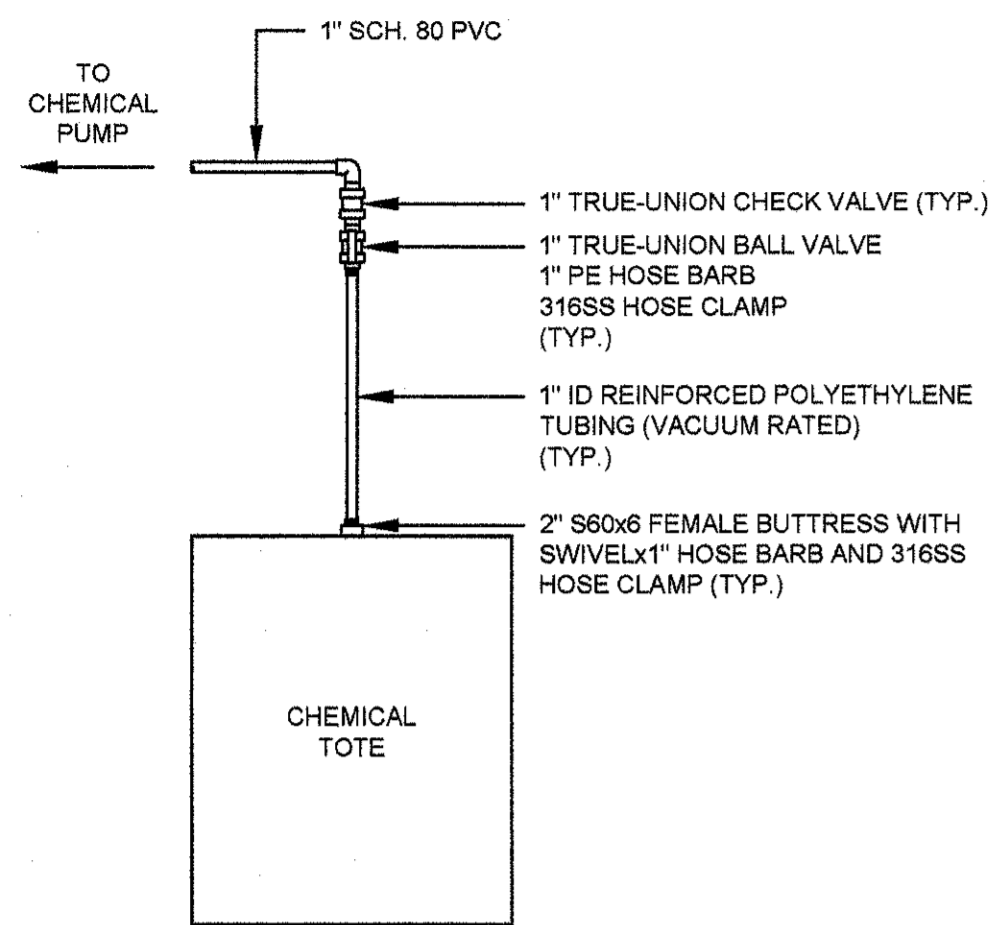 1" SCH. 80 PVC
TO
CHEMICAL
PUMP
1" TRUE-UNION CHECK VALVE (TYP.)
1" TRUE-UNION BALL VALVE
1" PE HOSE BARB
316SS HOSE CLAMP
(TYP.)
1" ID REINFORCED POLYETHYLENE
TUBING (VACUUM RATED)
(TYP.)
2" S60x6 FEMALE BUTTRESS WITH
SWIVELx1" HOSE BARB AND 316SS
HOSE CLAMP (TYP.)
CHEMICAL
TOTE